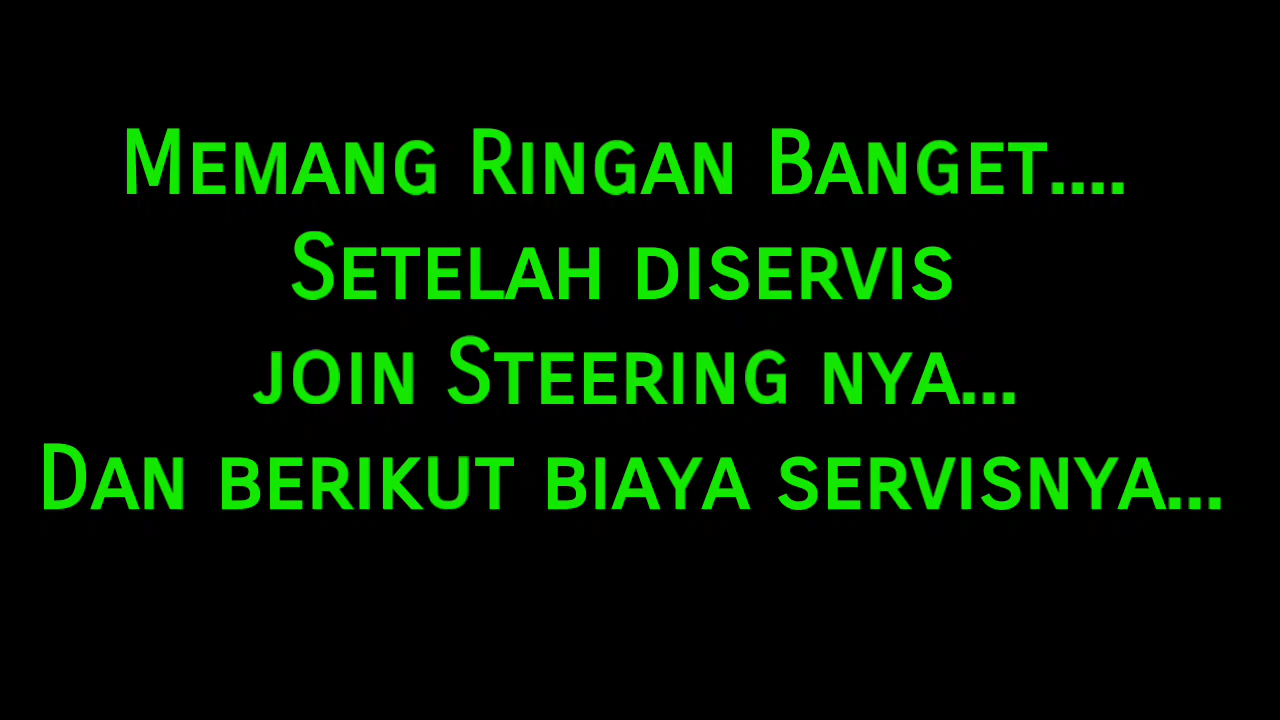 Memang Ringan Banget....
Setelah diservis
join Steering nya...
Dan berikut biaya servisnya...